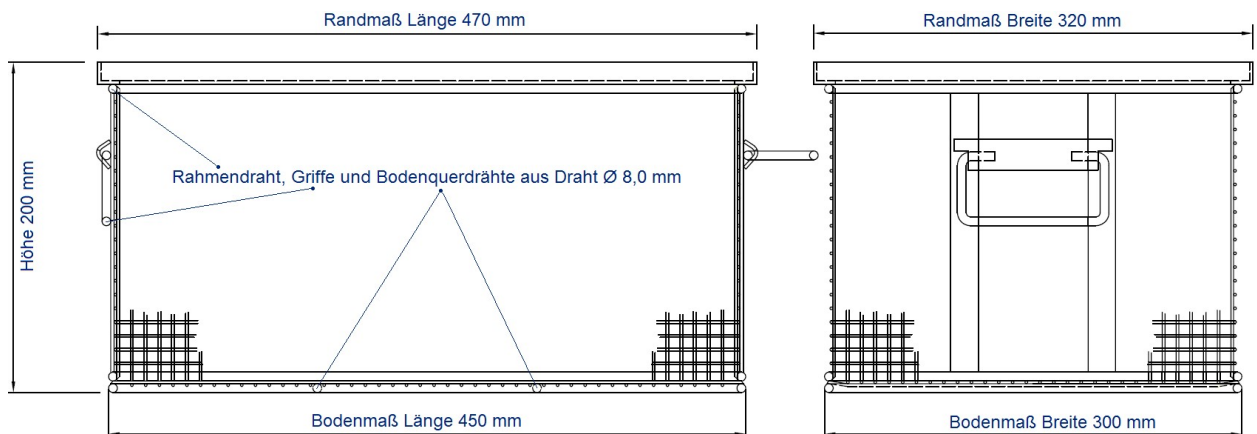 Randmaß Länge 470 mm
Randmaß Breite 320 mm
Höhe 200 mm
Rahmendraht, Griffe und Bodenquerdrähte aus Draht Ø 8,0 mm
Bodenmaß Länge 450 mm
Bodenmaß Breite 300 mm